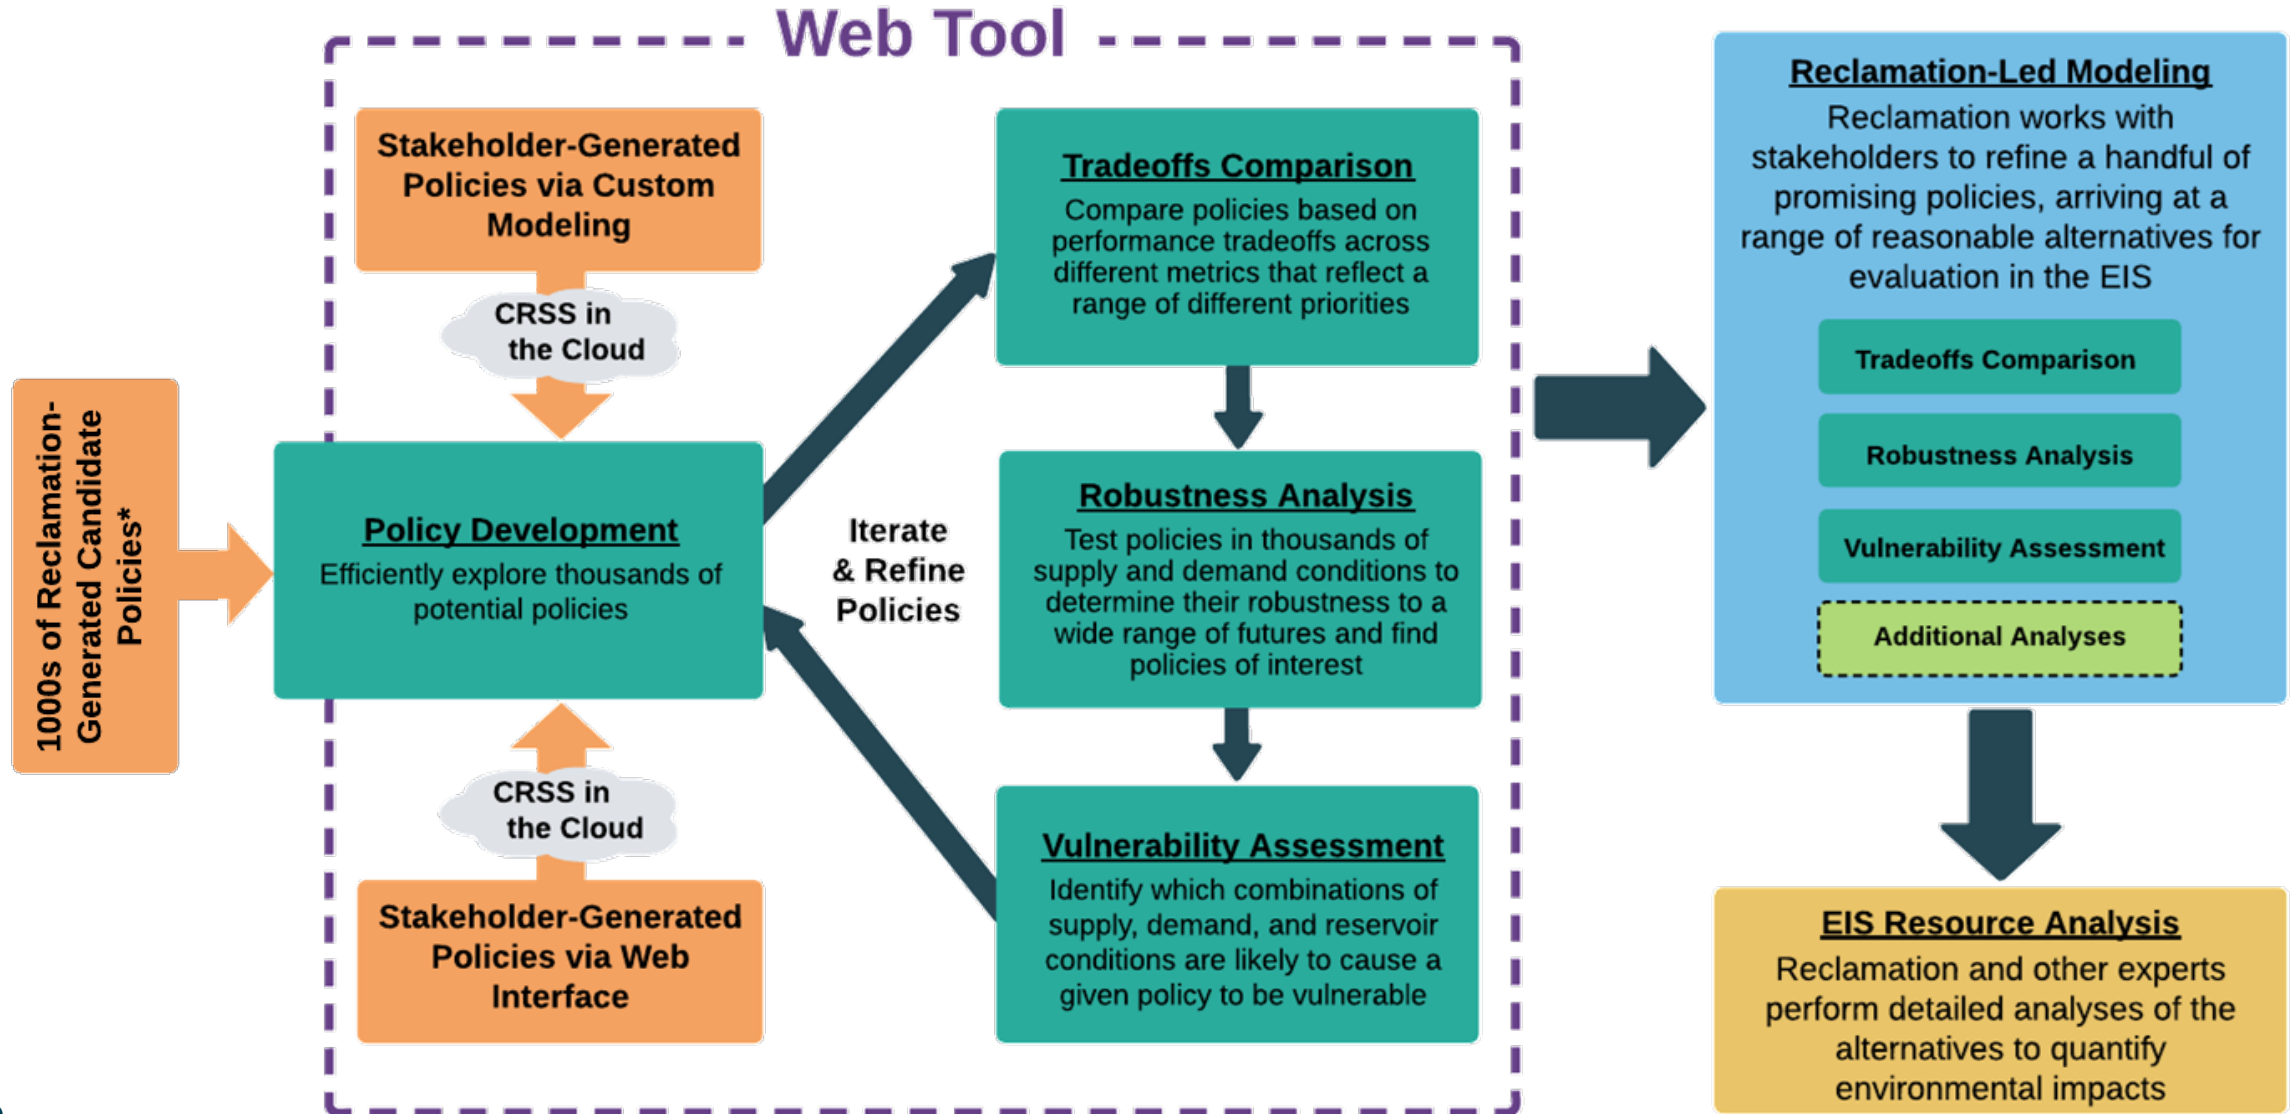 Web Tool
1000s of Reclamation-
Generated Candidate
Policies*
Stakeholder-Generated
Policies via Custom
Modeling
CRSS in
the Cloud
Policy Development
Efficiently explore thousands of
potential policies
CRSS in
the Cloud
Stakeholder-Generated
Policies via Web
Interface
Iterate
& Refine
Policies
Tradeoffs Comparison
Compare policies based on
performance tradeoffs across
different metrics that reflect a
range of different priorities
Robustness Analysis
Test policies in thousands of
supply and demand conditions to
determine their robustness to a
wide range of futures and find
policies of interest
Vulnerability Assessment
Identify which combinations of
supply, demand, and reservoir
conditions are likely to cause a
given policy to be vulnerable
Reclamation-Led Modeling
Reclamation works with
stakeholders to refine a handful of
promising policies, arriving at a
range of reasonable alternatives for
evaluation in the EIS
Tradeoffs Comparison
Robustness Analysis
Vulnerability Assessment
Additional Analyses
EIS Resource Analysis
Reclamation and other experts
perform detailed analyses of the
alternatives to quantify
environmental impacts